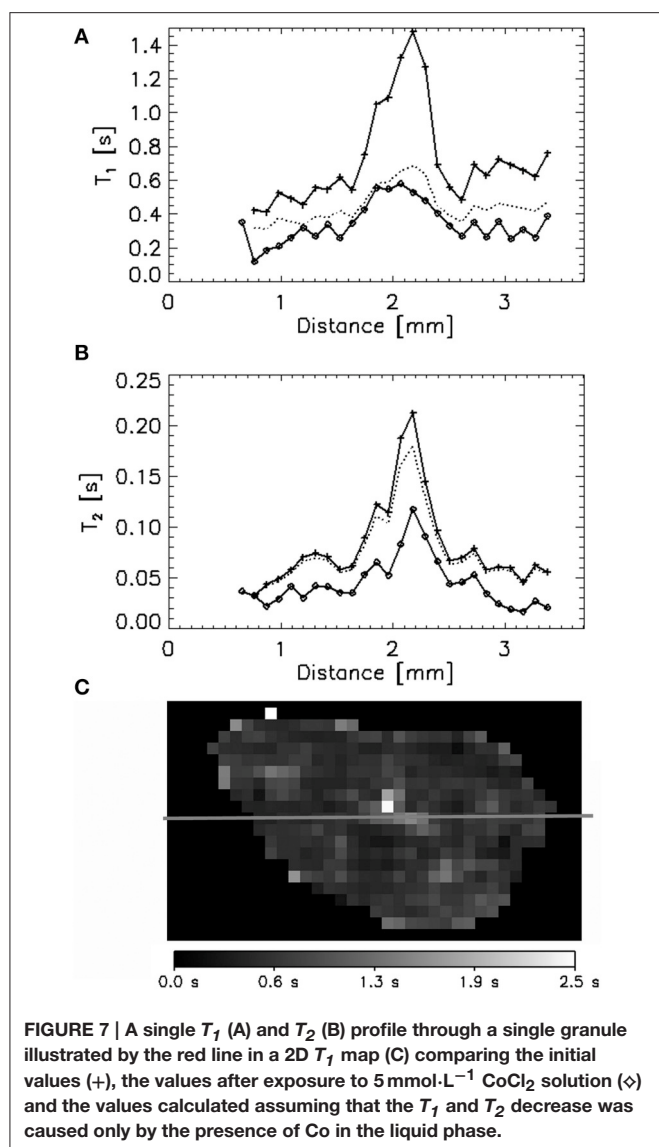 A
T1 [s]
1.4
1.2
1.0
0.8
0.6
0.4
0.2
0.0
0 1 2 3
Distance [mm]
B
T2 [s]
0.25
0.20
0.15
0.10
0.05
0.00
0 1 2 3
Distance [mm]
C
0.0 s 0.6 s 1.3 s 1.9 s 2.5 s
FIGURE 7 | A single T1 (A) and T2 (B) profile through a single granule
illustrated by the red line in a 2D T1 map (C) comparing the initial
values (+), the values after exposure to 5 mmol·L−1 CoCl2 solution (◇)
and the values calculated assuming that the T1 and T2 decrease was
caused only by the presence of Co in the liquid phase.